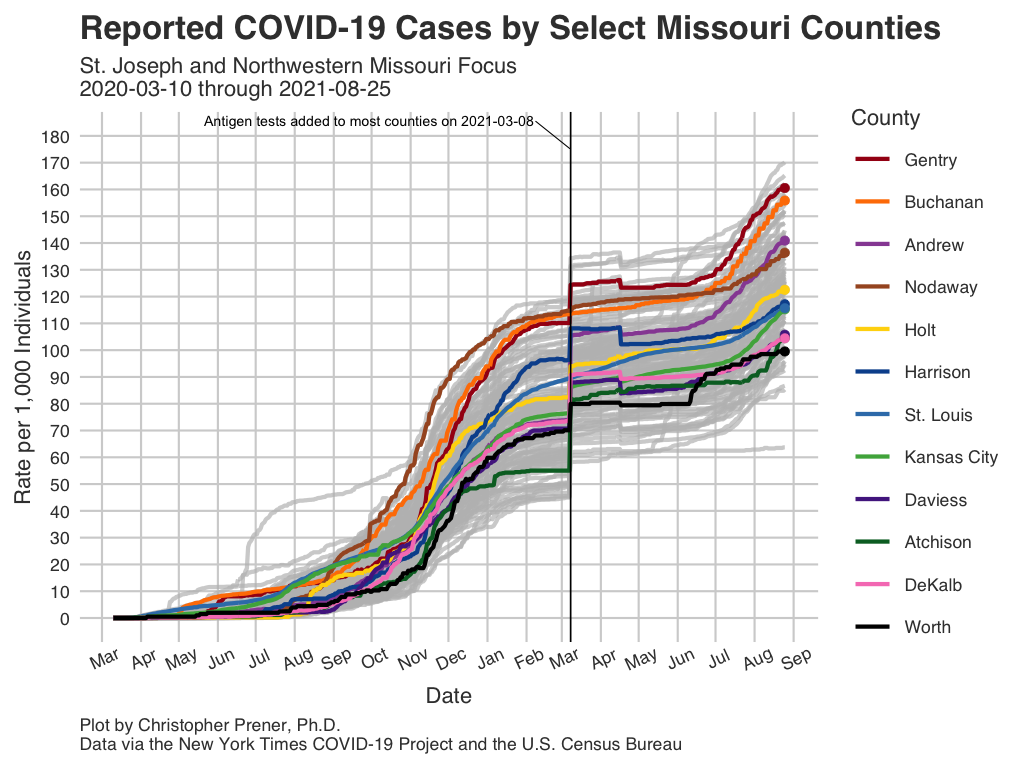 Reported COVID-19 Cases by Select Missouri Counties
St. Joseph and Northwestern Missouri Focus
2020-03-10 through 2021-08-25
Antigen tests added to most counties on 2021-03-08
Rate per 1,000 Individuals
180
170
160
150
140
130
120
110
100
90
80
70
60
50
40
30
20
10
0
Mar Apr May Jun Jul Aug Sep Oct Nov Dec Jan Feb Mar Apr May Jun Jul Aug Sep
Date
County
Gentry
Buchanan
Andrew
Nodaway
Holt
Harrison
St. Louis
Kansas City
Daviess
Atchison
DeKalb
Worth
Plot by Christopher Prener, Ph.D.
Data via the New York Times COVID-19 Project and the U.S. Census Bureau